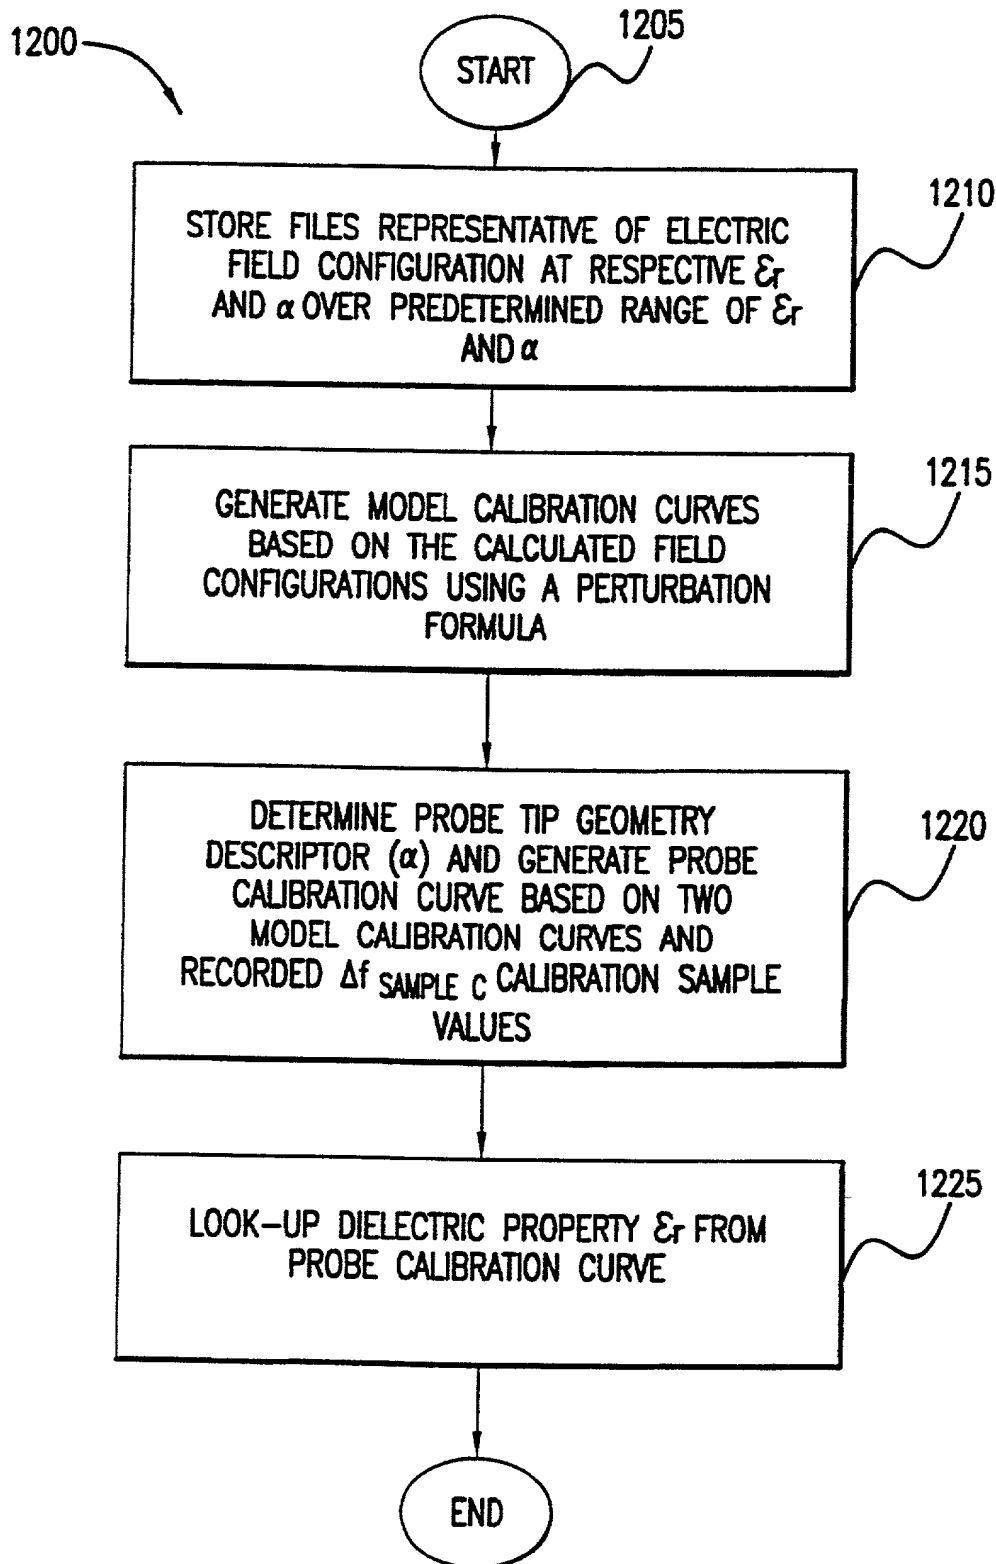 1200
START
1205
1210
STORE FILES REPRESENTATIVE OF ELECTRIC
FIELD CONFIGURATION AT RESPECTIVE Ɛr
AND α OVER PREDETERMINED RANGE OF Ɛr
AND α
1215
GENERATE MODEL CALIBRATION CURVES
BASED ON THE CALCULATED FIELD
CONFIGURATIONS USING A PERTURBATION
FORMULA
1220
DETERMINE PROBE TIP GEOMETRY
DESCRIPTOR (α) AND GENERATE PROBE
CALIBRATION CURVE BASED ON TWO
MODEL CALIBRATION CURVES AND
RECORDED Δf SAMPLE C CALIBRATION SAMPLE
VALUES
1225
LOOK-UP DIELECTRIC PROPERTY Ɛr FROM
PROBE CALIBRATION CURVE
END